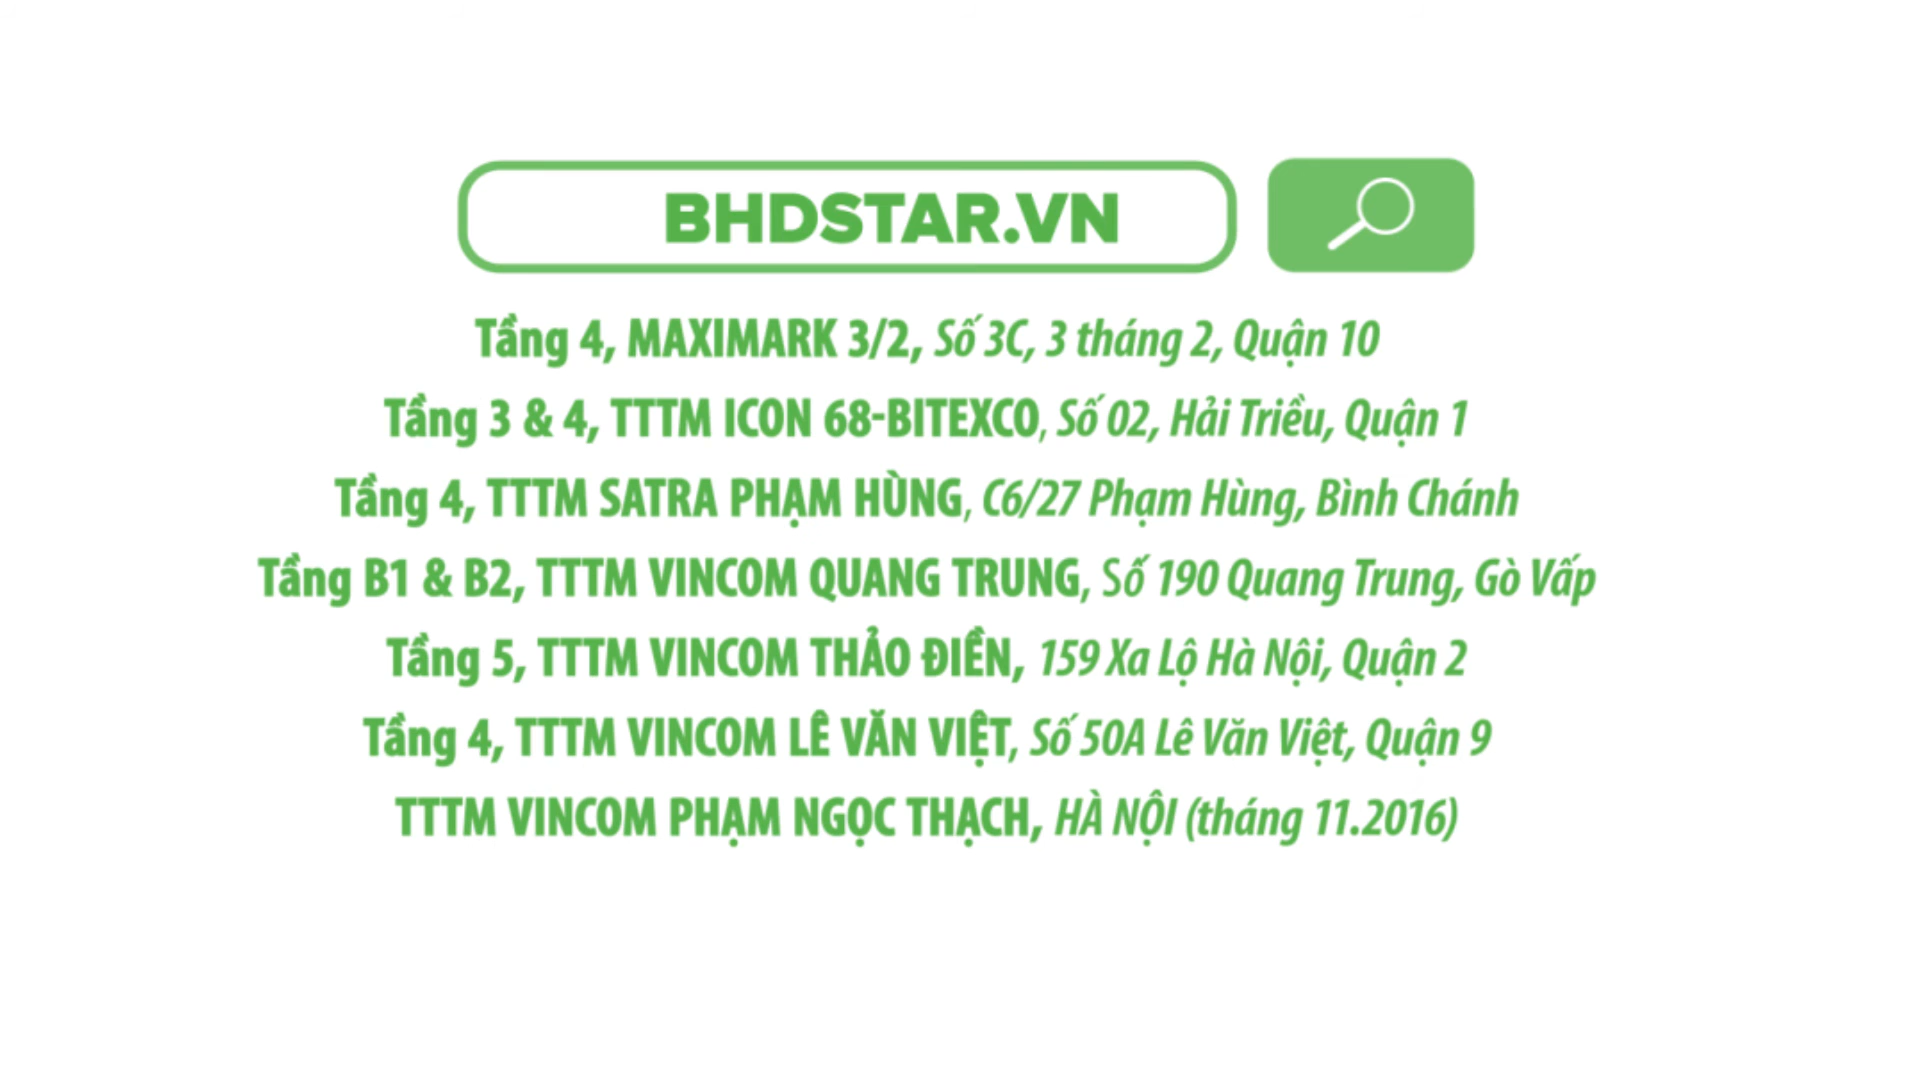 BHDSTAR.VN
Tầng 4, MAXIMARK 3/2, Số 3C, 3 tháng 2, Quận 10
Tầng 3 & 4, TTTM ICON 68-BITEXCO, Số 02, Hải Triều, Quận 1
Tầng 4, TTTM SATRA PHẠM HÙNG, C6/27 Phạm Hùng, Bình Chánh
Tầng B1 & B2, TTTM VINCOM QUANG TRUNG, Số 190 Quang Trung, Gò Vấp
Tầng 5, TTTM VINCOM THẢO ĐIỀN, 159 Xa Lộ Hà Nội, Quận 2
Tầng 4, TTTM VINCOM LÊ VĂN VIỆT, Số 50A Lê Văn Việt, Quận 9
TTTM VINCOM PHẠM NGỌC THẠCH, HÀ NỘI (tháng 11.2016)